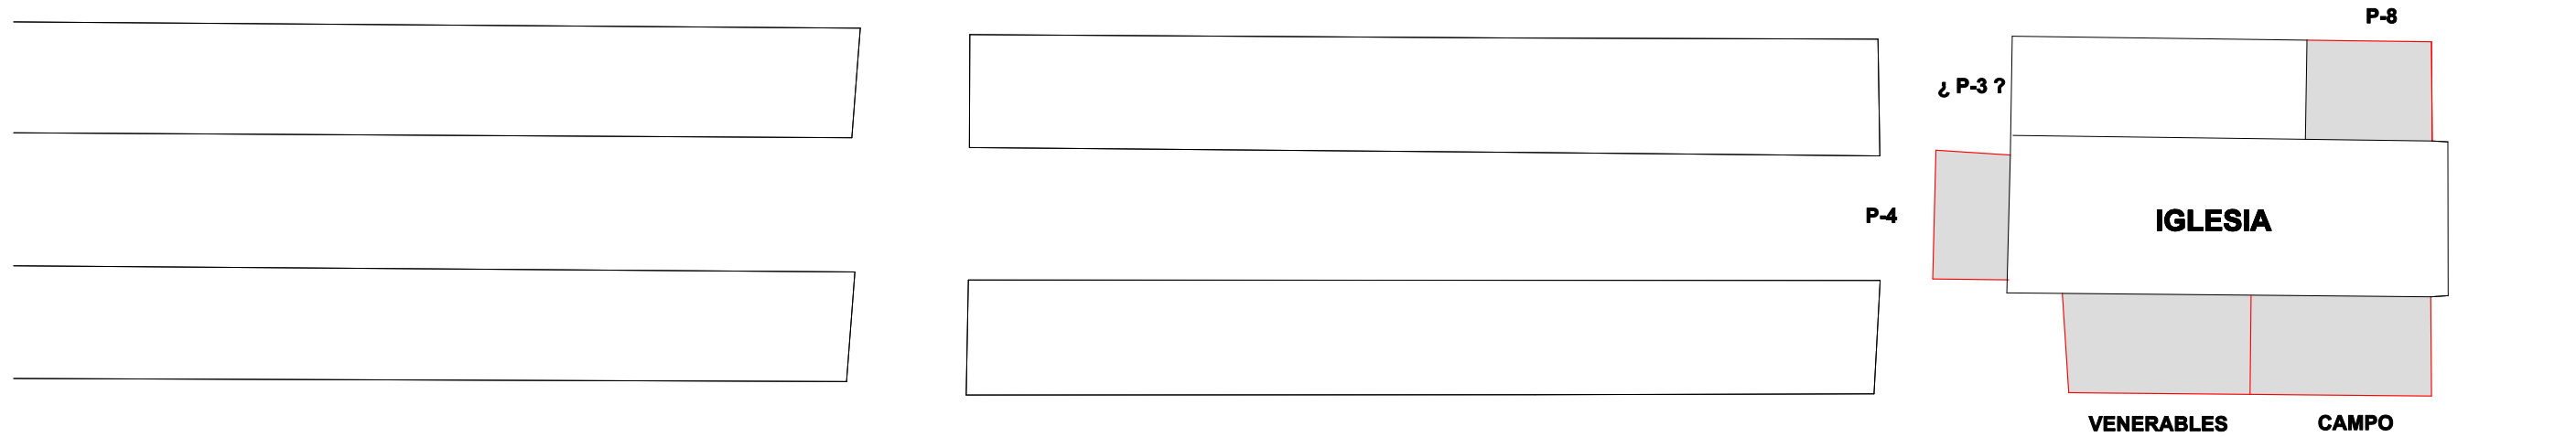 P-8
¿ P-3 ?
P-4
IGLESIA
VENERABLES
CAMPO